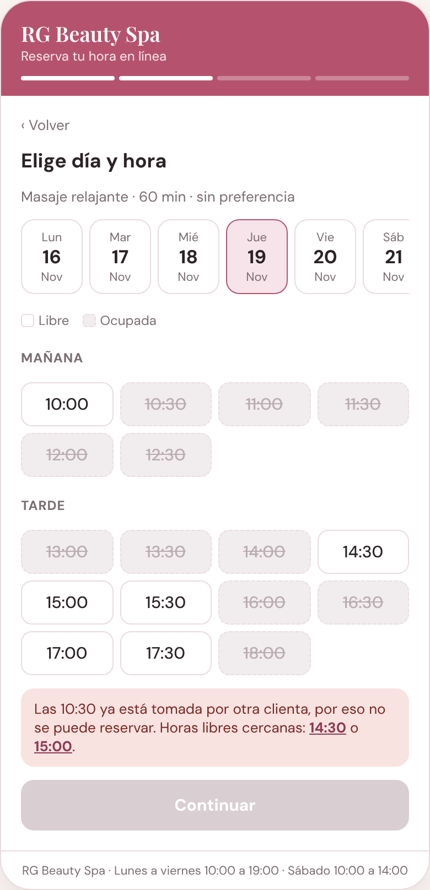 RG Beauty Spa
Reserva tu hora en línea
‹ Volver
Elige día y hora
Masaje relajante · 60 min · sin preferencia
Lun Mar Mié Jue Vie Sáb
16 17 18 19 20 21
Nov Nov Nov Nov Nov Nov
Libre Ocupada
MAÑANA
10:00 10:30 11:00 11:30
12:00 12:30
TARDE
13:00 13:30 14:00 14:30
15:00 15:30 16:00 16:30
17:00 17:30 18:00
Las 10:30 ya está tomada por otra clienta, por eso no
se puede reservar. Horas libres cercanas: 14:30 o
15:00.
Continuar
RG Beauty Spa · Lunes a viernes 10:00 a 19:00 · Sábado 10:00 a 14:00